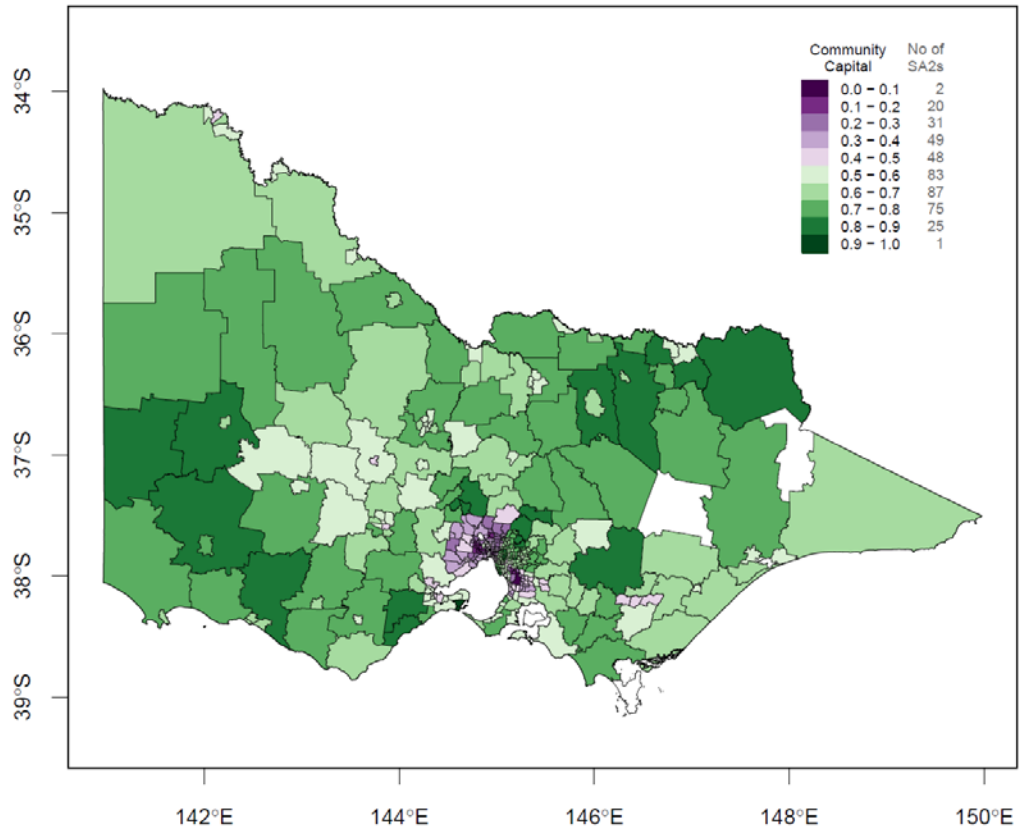 Community No of
Capital SA2s
0.0 − 0.1 2
0.1 − 0.2 20
0.2 − 0.3 31
0.3 − 0.4 49
0.4 − 0.5 48
0.5 − 0.6 83
0.6 − 0.7 87
0.7 − 0.8 75
0.8 − 0.9 25
0.9 − 1.0 1
34°S
35°S
36°S
37°S
38°S
39°S
142°E 144°E 146°E 148°E 150°E